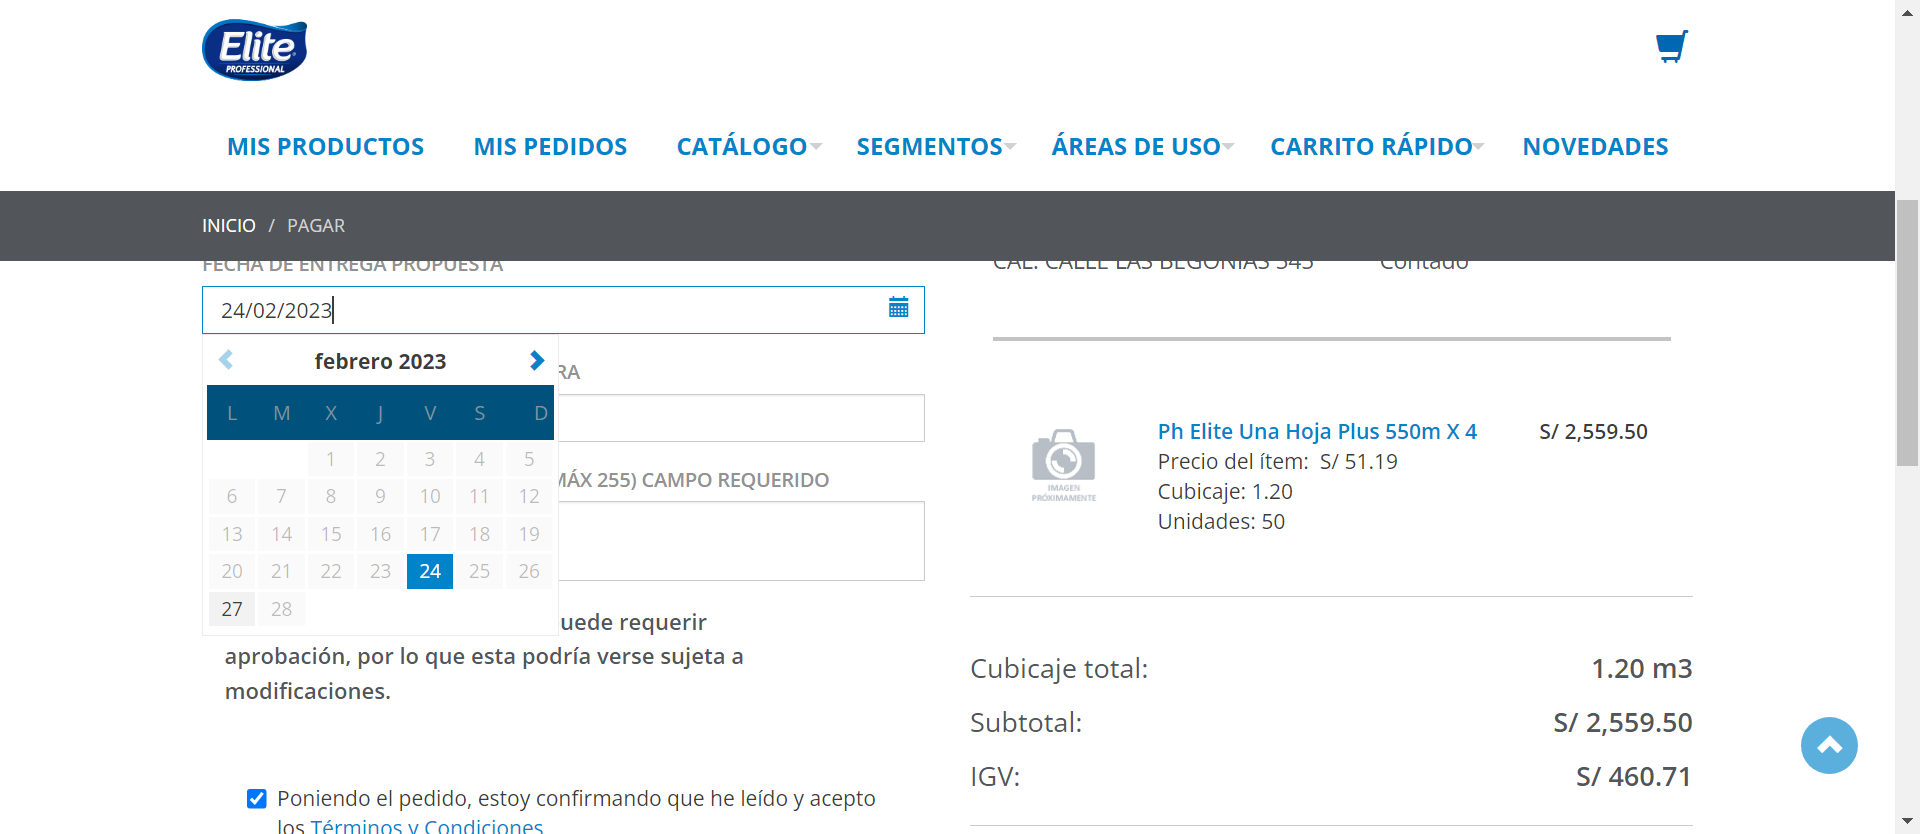 Elite
PROFESSIONAL
MIS PRODUCTOS
MIS PEDIDOS
CATÁLOGO
SEGMENTOS
ÁREAS DE USO
CARRITO RÁPIDO
NOVEDADES
INICIO / PAGAR
FECHA DE ENTREGA PROPUESTA
24/02/2023
febrero 2023
L M X J V S D
1 2 3 4 5
6 7 8 9 10 11 12
13 14 15 16 17 18 19
20 21 22 23 24 25 26
27 28
RA
MÁX 255) CAMPO REQUERIDO
uede requerir
aprobación, por lo que esta podría verse sujeta a
modificaciones.
Poniendo el pedido, estoy confirmando que he leído y acepto
los Términos y Condiciones
CAL. CALLE LAS BEGONIAS 545
Contado
IMAGEN
PRÓXIMAMENTE
Ph Elite Una Hoja Plus 550m X 4
S/ 2,559.50
Precio del ítem: S/ 51.19
Cubicaje: 1.20
Unidades: 50
Cubicaje total: 1.20 m3
Subtotal: S/ 2,559.50
IGV: S/ 460.71